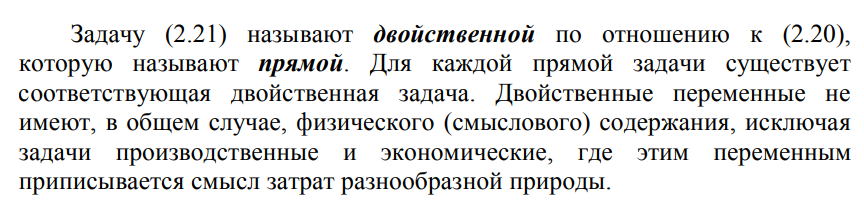 Задачу (2.21) называют двойственной по отношению к (2.20),
которую называют прямой. Для каждой прямой задачи существует
соответствующая двойственная задача. Двойственные переменные не
имеют, в общем случае, физического (смыслового) содержания, исключая
задачи производственные и экономические, где этим переменным
приписывается смысл затрат разнообразной природы.